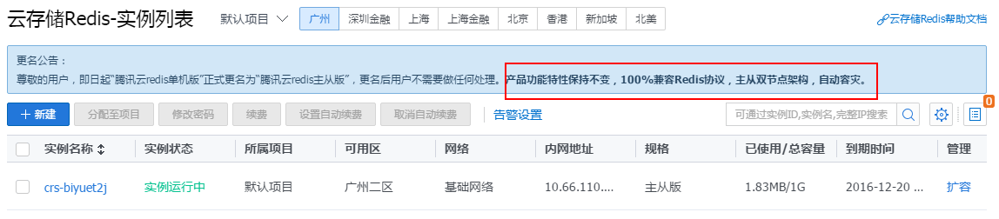 云存储Redis-实例列表 默认项目 广州 深圳金融 上海 上海金融 北京 香港 新加坡 北美 云存储Redis帮助文档
更名公告：
尊敬的用户，即日起“腾讯云redis单机版”正式更名为“腾讯云redis主从版”，更名后用户不需要做任何处理。产品功能特性保持不变，100%兼容Redis协议，主从双节点架构，自动容灾。
+ 新建 分配至项目 修改密码 续费 设置自动续费 取消自动续费 告警设置 可通过实例ID,实例名,完整IP搜索 0
实例名称 实例状态 所属项目 可用区 网络 内网地址 规格 已使用/总容量 到期时间 管理
crs-biyuet2j 实例运行中 默认项目 广州二区 基础网络 10.66.110.... 主从版 1.83MB/1G 2016-12-20 ... 扩容